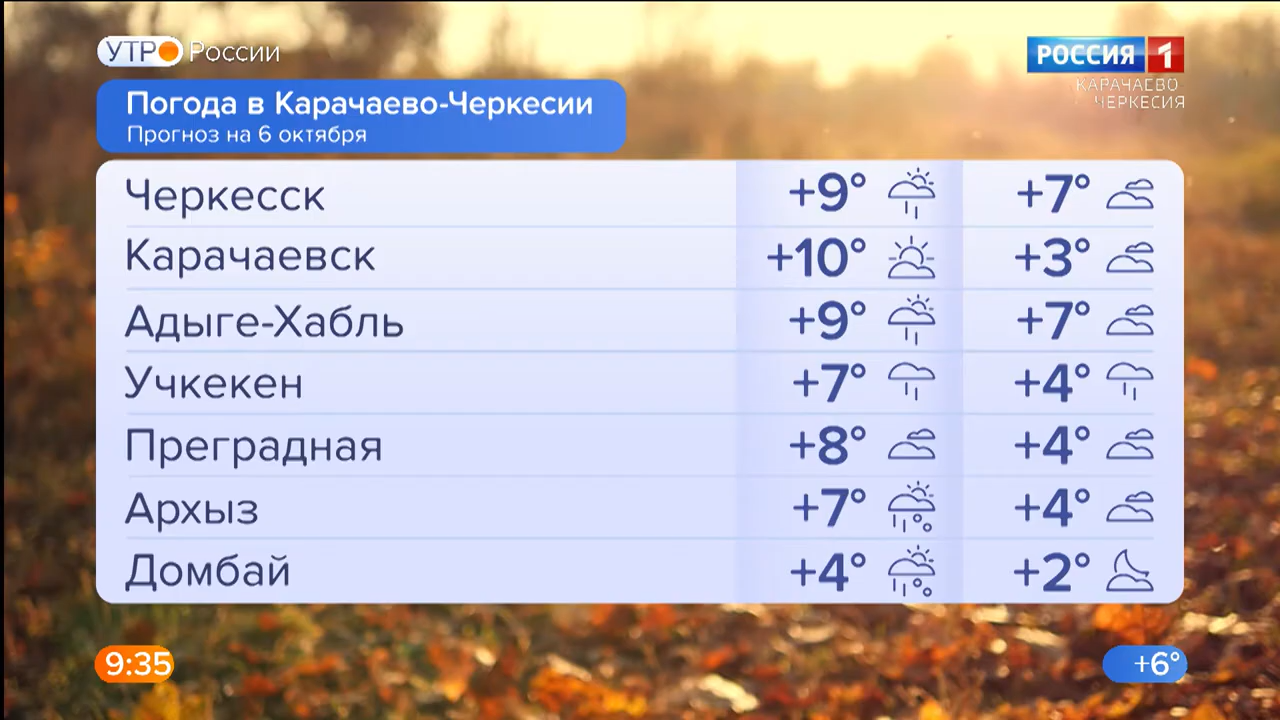 УТРО России
РОССИЯ 1
КАРАЧАЕВО
ЧЕРКЕСИЯ
Погода в Карачаево-Черкесии
Прогноз на 6 октября
Черкесск +9° +7°
Карачаевск +10° +3°
Адыге-Хабль +9° +7°
Учкекен +7° +4°
Преградная +8° +4°
Архыз +7° +4°
Домбай +4° +2°
9:35 +6°